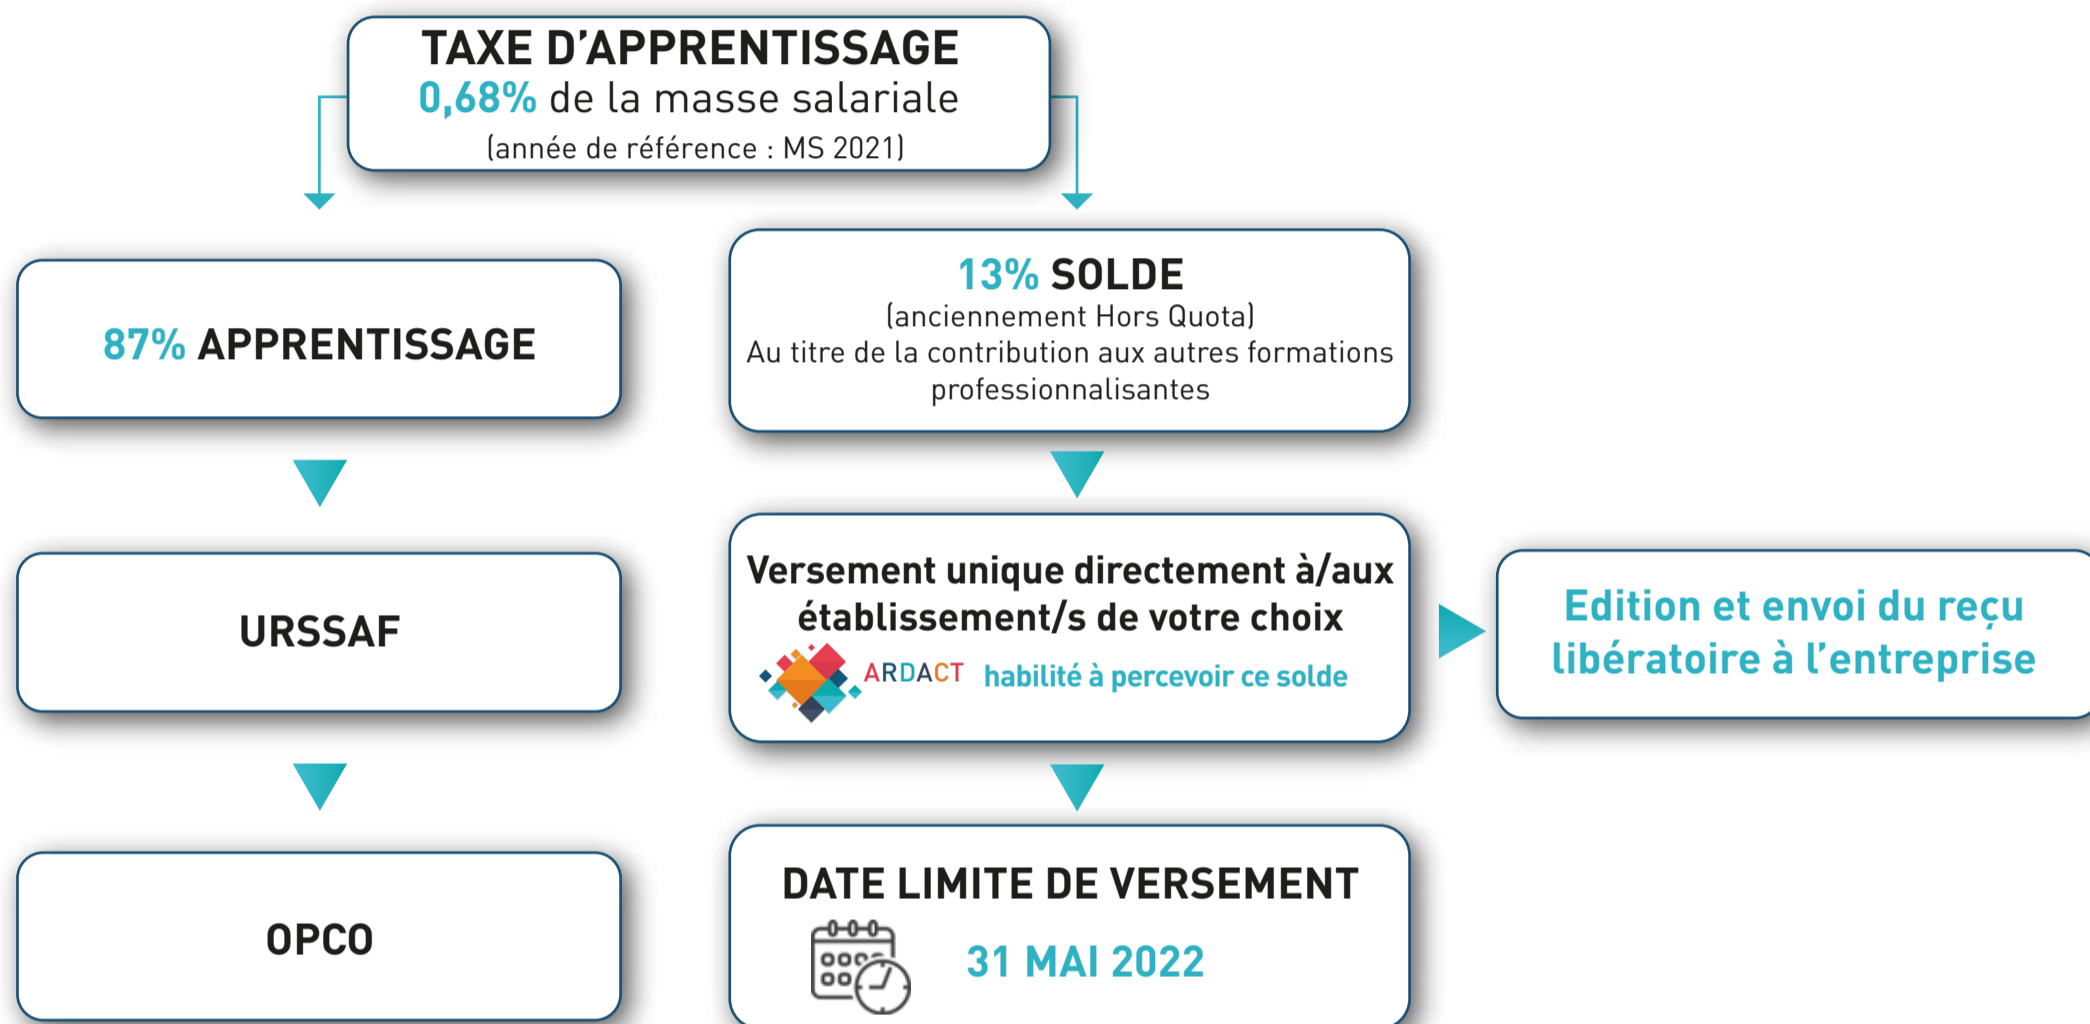 TAXE D'APPRENTISSAGE
0,68% de la masse salariale
(année de référence : MS 2021)
87% APPRENTISSAGE
URSSAF
OPCO
13% SOLDE
(anciennement Hors Quota)
Au titre de la contribution aux autres formations
professionnalisantes
Versement unique directement à/aux
établissement/s de votre choix
ARDACT habilité à percevoir ce solde
Edition et envoi du reçu
libératoire à l'entreprise
DATE LIMITE DE VERSEMENT
31 MAI 2022